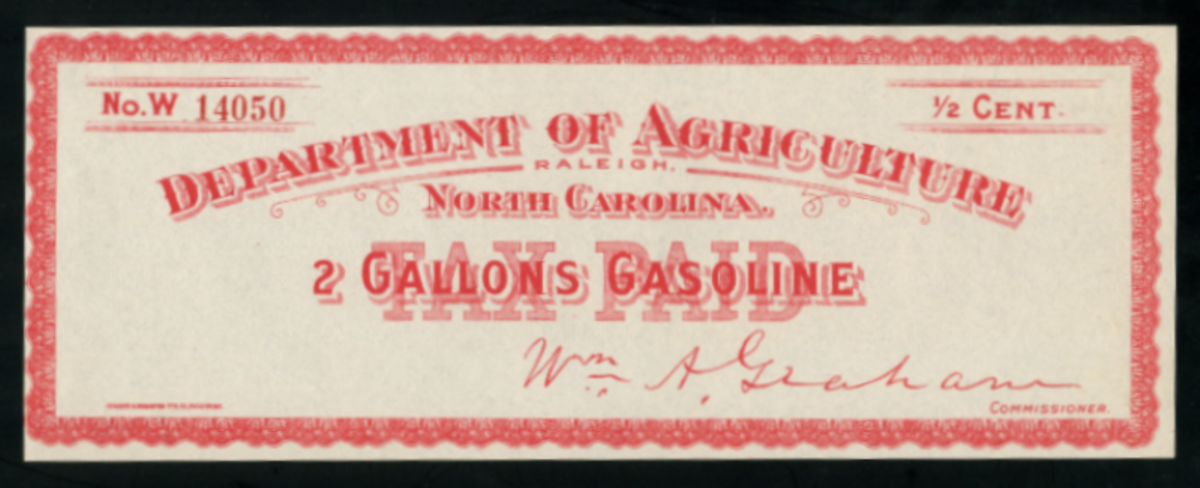 No. W 14050
½ CENT.
DEPARTMENT OF AGRICULTURE
RALEIGH,
NORTH CAROLINA.
TAX PAID
2 GALLONS GASOLINE
Wm. A. Graham
COMMISSIONER.